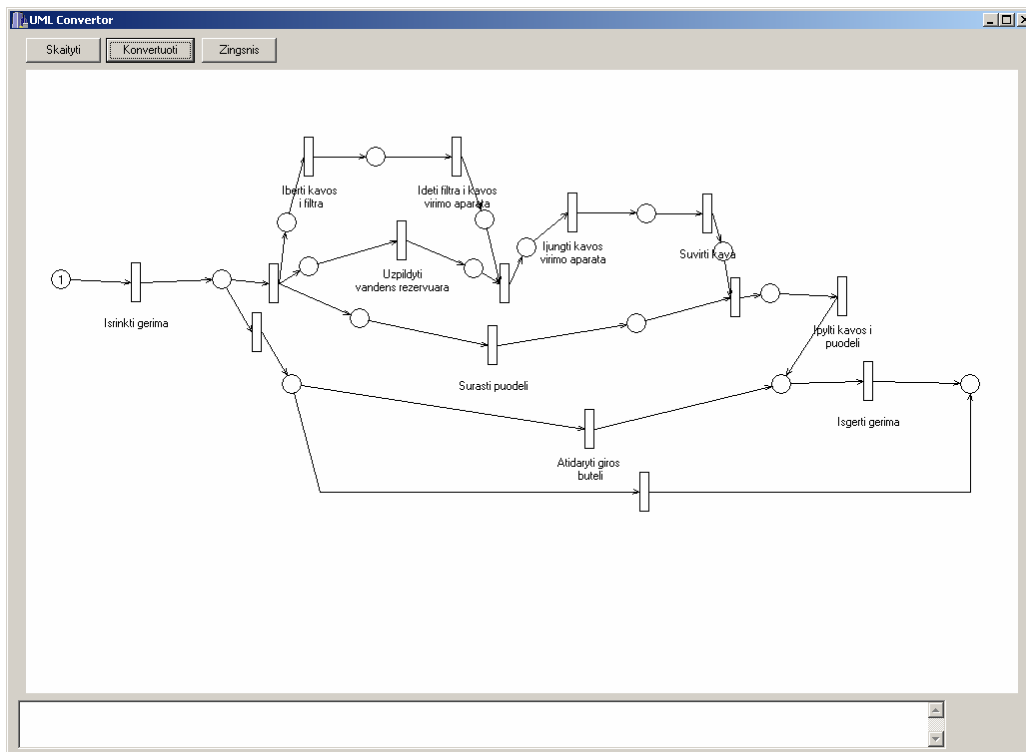 UML Convertor
Skaityti
Konvertuoti
Zingsnis
Iberti kavos
i filtra
Ideti filtra i kavos
virimo aparata
Ijungti kavos
virimo aparata
Suvirti kava
Uzpildyti
vandens rezervuara
1
Isrinkti gerima
Ipylti kavos i
puodeli
Surasti puodeli
Isgerti gerima
Atidaryti giros
buteli